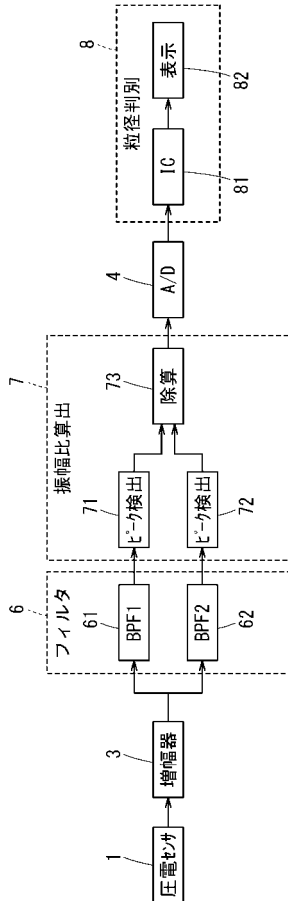 1
圧電センサ
3
増幅器
6
フィルタ
61
BPF1
BPF2
62
7
振幅比算出
71
ピーク検出
ピーク検出
72
73
除算
4
A/D
8
粒径判別
IC
81
表示
82